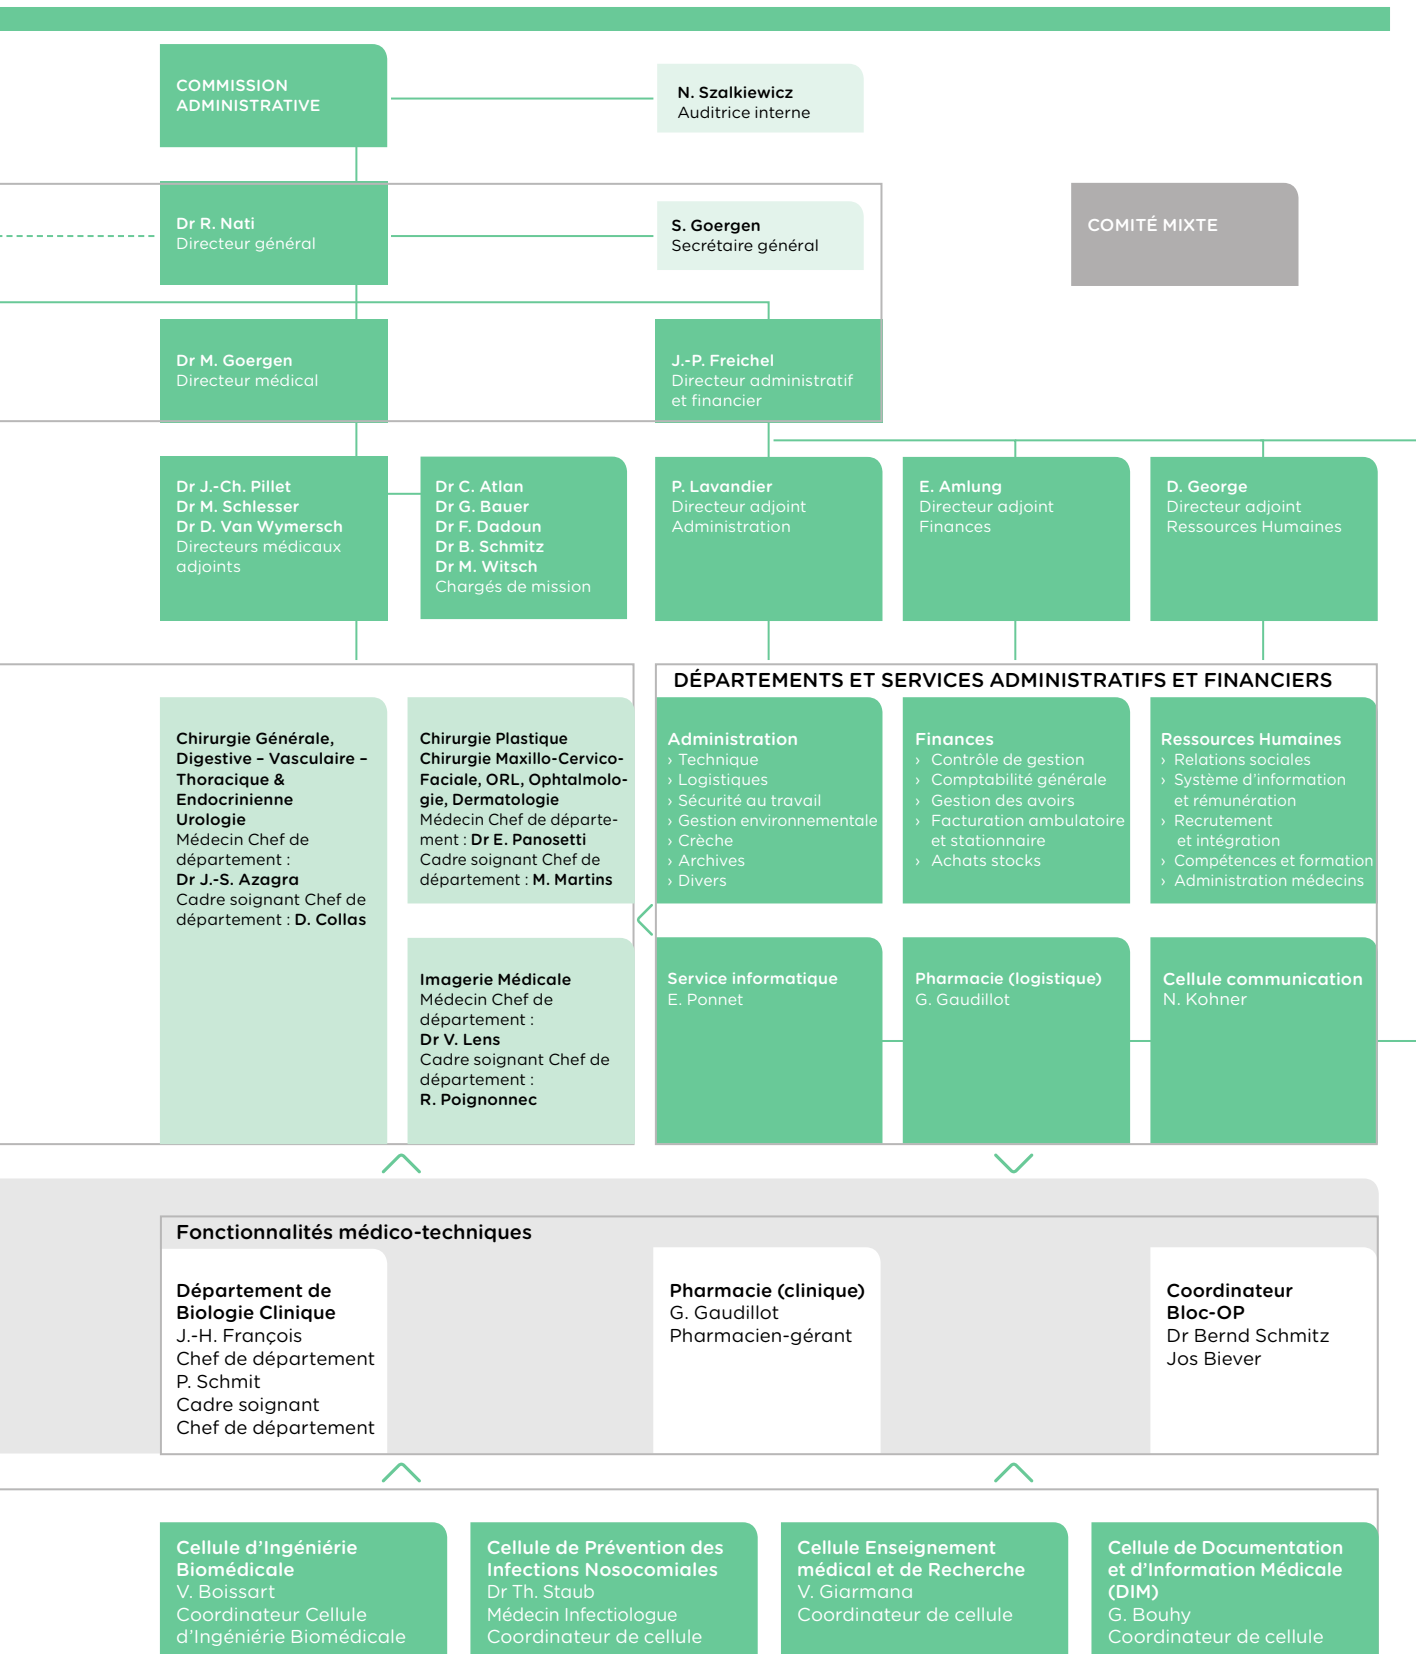 COMMISSION
ADMINISTRATIVE
N. Szalkiewicz
Auditrice interne
Dr R. Nati
Directeur général
S. Goergen
Secrétaire général
COMITÉ MIXTE
Dr M. Goergen
Directeur médical
J.-P. Freichel
Directeur administratif
et financier
Dr J.-Ch. Pillet
Dr M. Schlesser
Dr D. Van Wymersch
Directeurs médicaux
adjoints
Dr C. Atlan
Dr G. Bauer
Dr F. Dadoun
Dr B. Schmitz
Dr M. Witsch
Chargés de mission
P. Lavandier
Directeur adjoint
Administration
E. Amlung
Directeur adjoint
Finances
D. George
Directeur adjoint
Ressources Humaines
DÉPARTEMENTS ET SERVICES ADMINISTRATIFS ET FINANCIERS
Chirurgie Générale,
Digestive – Vasculaire –
Thoracique &
Endocrinienne
Urologie
Médecin Chef de
département :
Dr J.-S. Azagra
Cadre soignant Chef de
département : D. Collas
Chirurgie Plastique
Chirurgie Maxillo-Cervico-
Faciale, ORL, Ophtalmolo-
gie, Dermatologie
Médecin Chef de départe-
ment : Dr E. Panosetti
Cadre soignant Chef de
département : M. Martins
Administration
› Technique
› Logistiques
› Sécurité au travail
› Gestion environnementale
› Crèche
› Archives
› Divers
Finances
› Contrôle de gestion
› Comptabilité générale
› Gestion des avoirs
› Facturation ambulatoire
et stationnaire
› Achats stocks
Ressources Humaines
› Relations sociales
› Système d'information
et rémunération
› Recrutement
et intégration
› Compétences et formation
› Administration médecins
Imagerie Médicale
Médecin Chef de
département :
Dr V. Lens
Cadre soignant Chef de
département :
R. Poignonnec
Service informatique
E. Ponnet
Pharmacie (logistique)
G. Gaudillot
Cellule communication
N. Kohner
Fonctionnalités médico-techniques
Département de
Biologie Clinique
J.-H. François
Chef de département
P. Schmit
Cadre soignant
Chef de département
Pharmacie (clinique)
G. Gaudillot
Pharmacien-gérant
Coordinateur
Bloc-OP
Dr Bernd Schmitz
Jos Biever
Cellule d'Ingéniérie
Biomédicale
V. Boissart
Coordinateur Cellule
d'Ingéniérie Biomédicale
Cellule de Prévention des
Infections Nosocomiales
Dr Th. Staub
Médecin Infectiologue
Coordinateur de cellule
Cellule Enseignement
médical et de Recherche
V. Giarmana
Coordinateur de cellule
Cellule de Documentation
et d'Information Médicale
(DIM)
G. Bouhy
Coordinateur de cellule